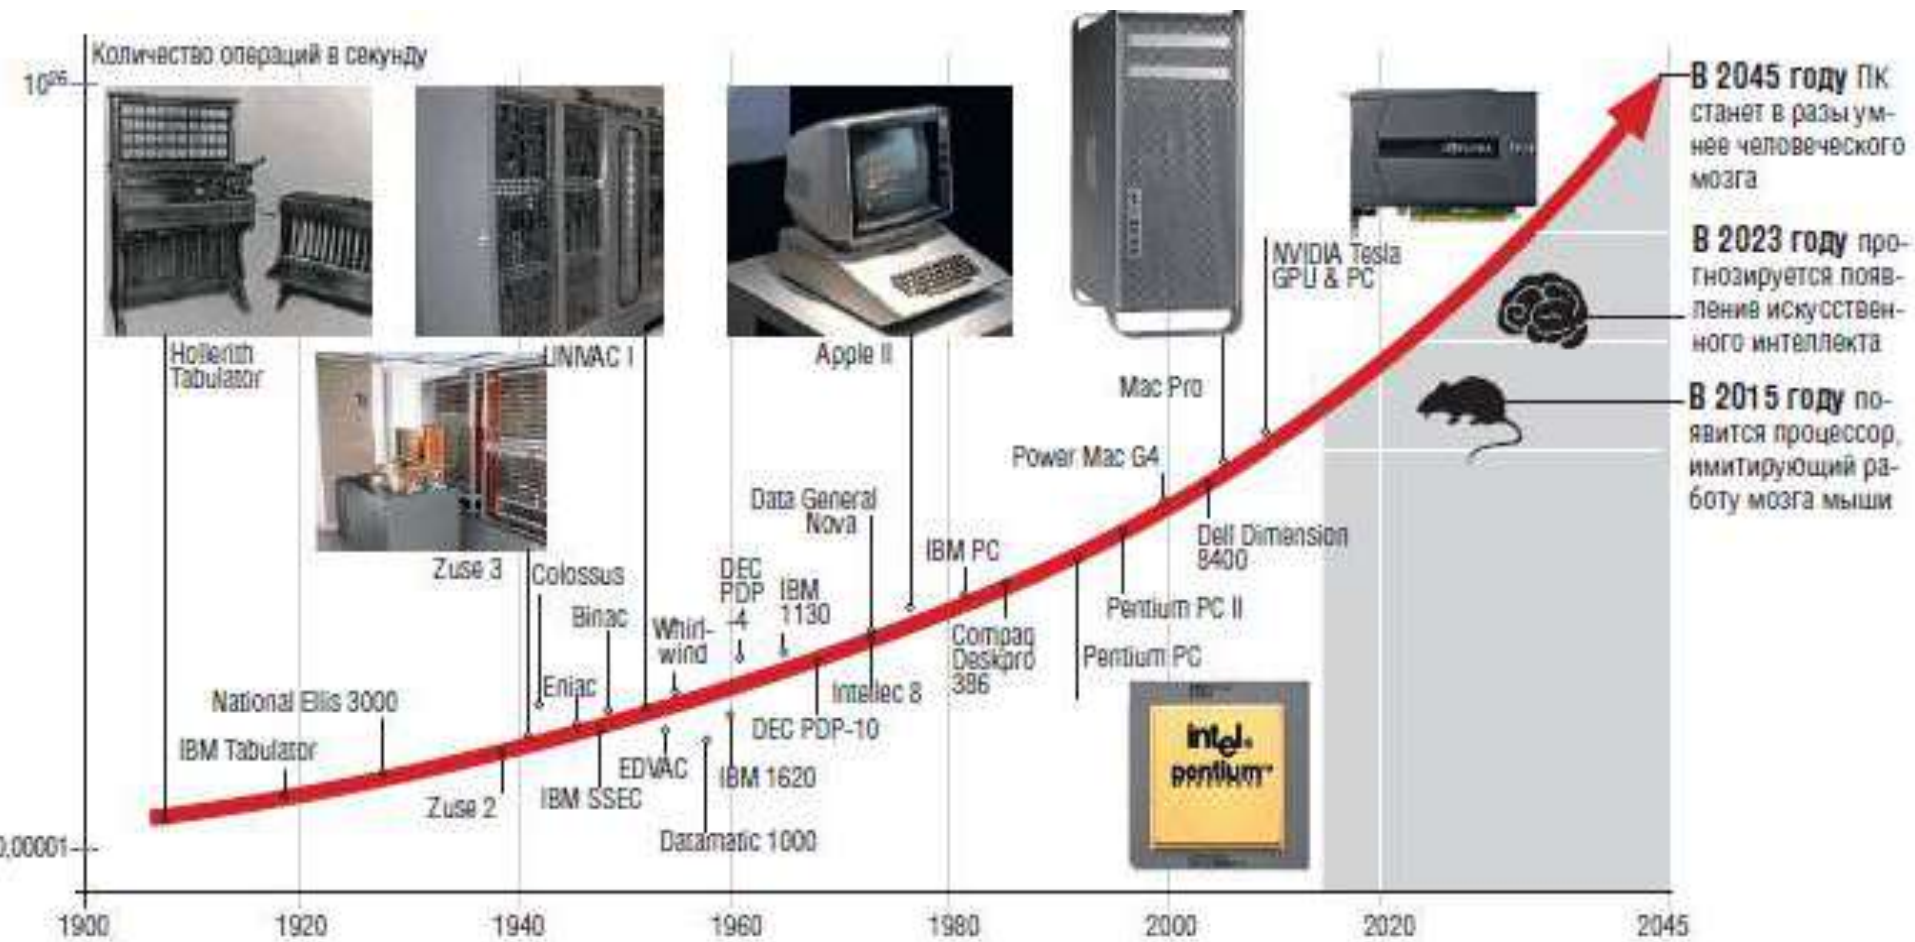 Количество операций в секунду
10²⁶
Hollerith
Tabulator
UNIVAC I
Apple II
Mac Pro
NVIDIA Tesla
GPU & PC
В 2045 году ПК
станет в разы ум-
нее человеческого
мозга
В 2023 году про-
гнозируется появ-
ление искусствен-
ного интеллекта
В 2015 году по-
явится процессор,
имитирующий ра-
боту мозга мыши
Power Mac G4
Data General
Nova
Dell Dimension
8400
IBM PC
Zuse 3
Colossus
DEC
PDP
-4
IBM
1130
Binac
Whirl-
wind
Pentium PC II
Compaq
Deskpro
386
Pentium PC
Eniac
Intellec 8
National Ellis 3000
DEC PDP-10
IBM Tabulator
EDVAC
IBM 1620
Zuse 2
IBM SSEC
Datamatic 1000
intel.
pentium™
0,00001
1900
1920
1940
1960
1980
2000
2020
2045